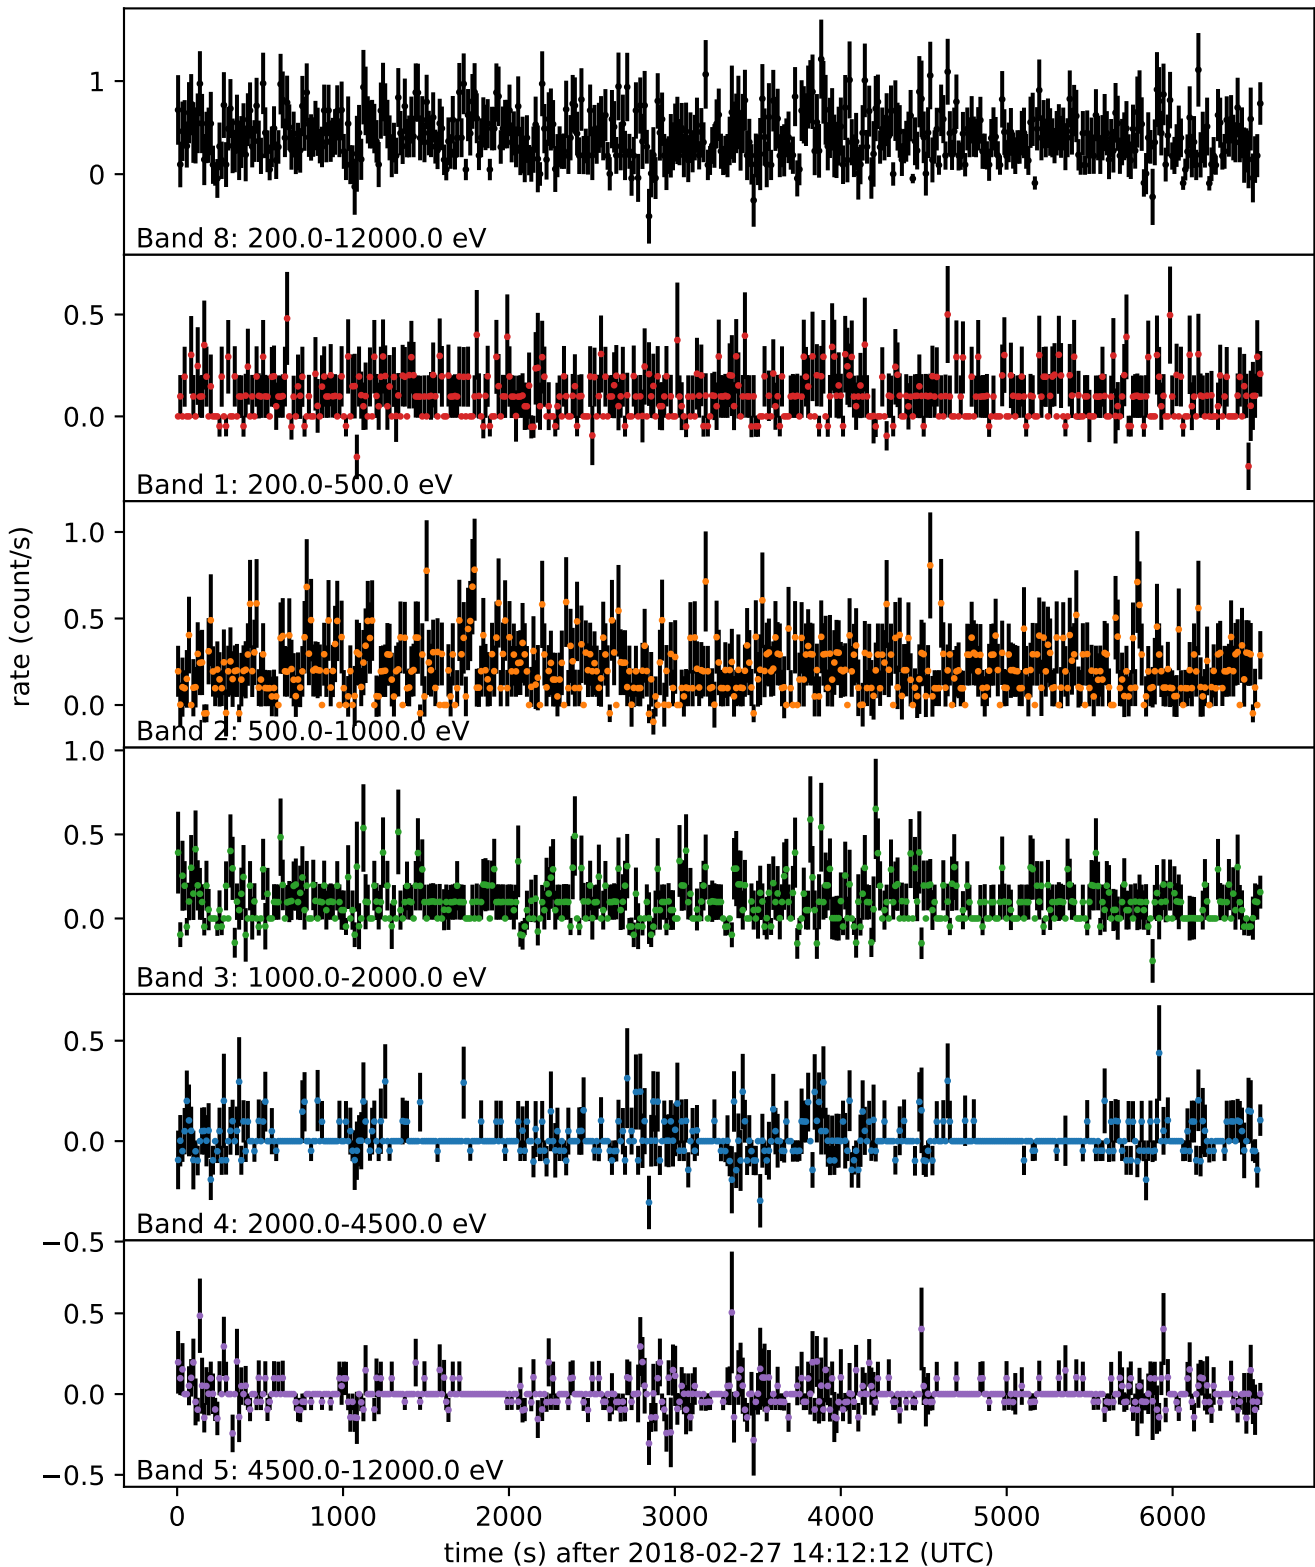 1
0
Band 8: 200.0-12000.0 eV
0.5
0.0
Band 1: 200.0-500.0 eV
rate (count/s)
1.0
0.5
0.0
Band 2: 500.0-1000.0 eV
1.0
0.5
0.0
Band 3: 1000.0-2000.0 eV
0.5
0.0
−0.5
Band 4: 2000.0-4500.0 eV
0.5
0.0
−0.5
Band 5: 4500.0-12000.0 eV
0 1000 2000 3000 4000 5000 6000
time (s) after 2018-02-27 14:12:12 (UTC)